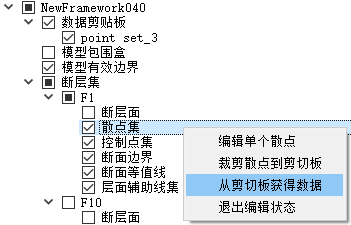 NewFramework040
数据剪贴板
point set_3
模型包围盒
模型有效边界
断层集
F1
断层面
散点集
控制点集
断面边界
断面等值线
层面辅助线集
F10
断层面
编辑单个散点
裁剪散点到剪切板
从剪切板获得数据
退出编辑状态